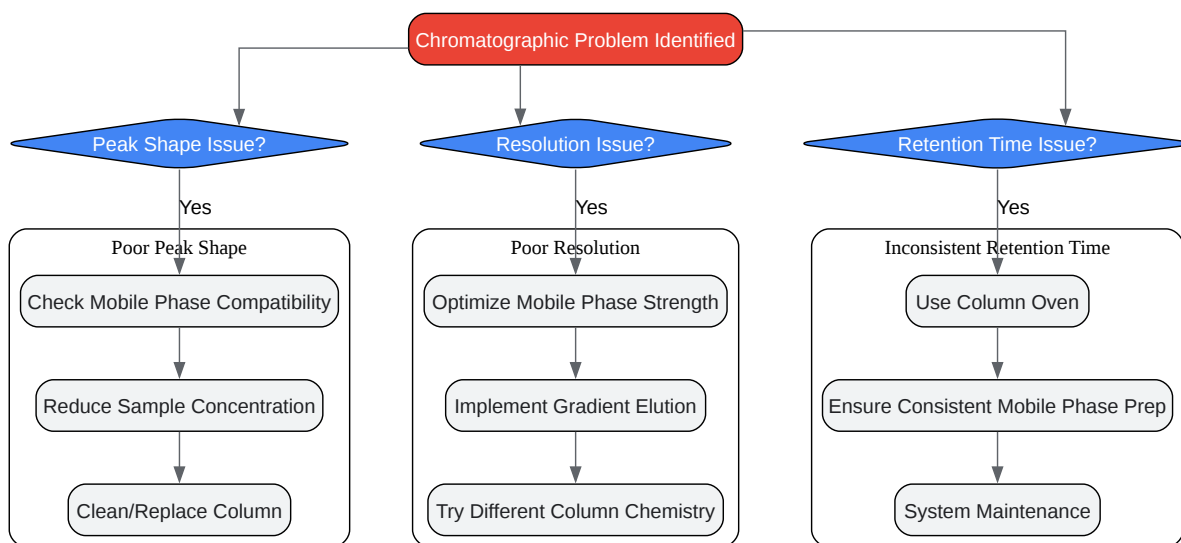 Chromatographic Problem Identified
Peak Shape Issue?
Resolution Issue?
Retention Time Issue?
Yes
Yes
Yes
Poor Peak Shape
Poor Resolution
Inconsistent Retention Time
Check Mobile Phase Compatibility
Optimize Mobile Phase Strength
Use Column Oven
Reduce Sample Concentration
Implement Gradient Elution
Ensure Consistent Mobile Phase Prep
Clean/Replace Column
Try Different Column Chemistry
System Maintenance